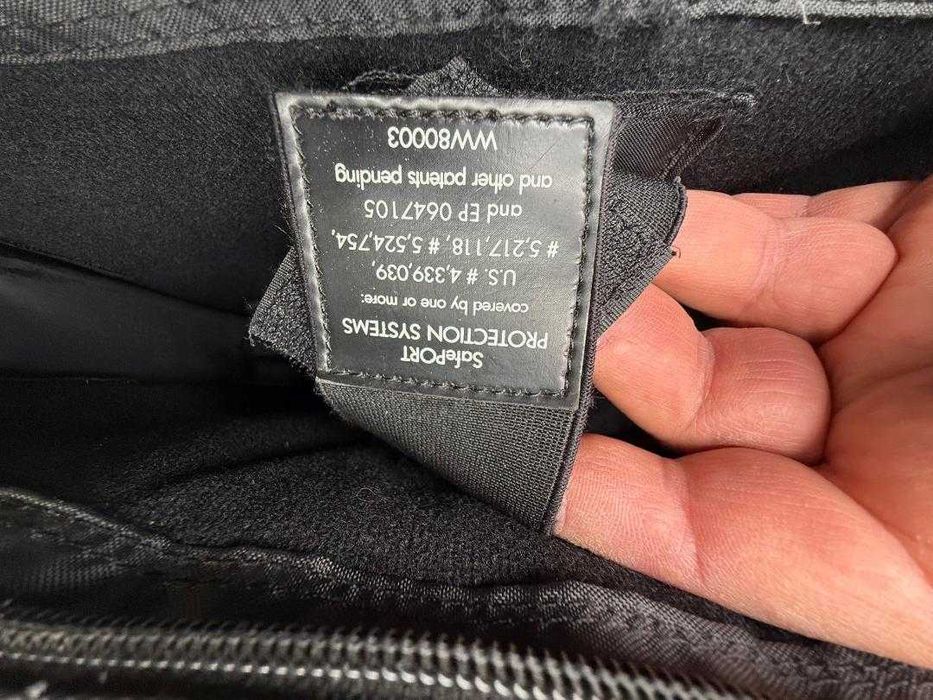 SafePORT
PROTECTION SYSTEMS
covered by one or more:
U.S. # 4,339,039,
# 5,217,118, # 5,524,754,
and EP 0647105
and other patents pending
WW80003